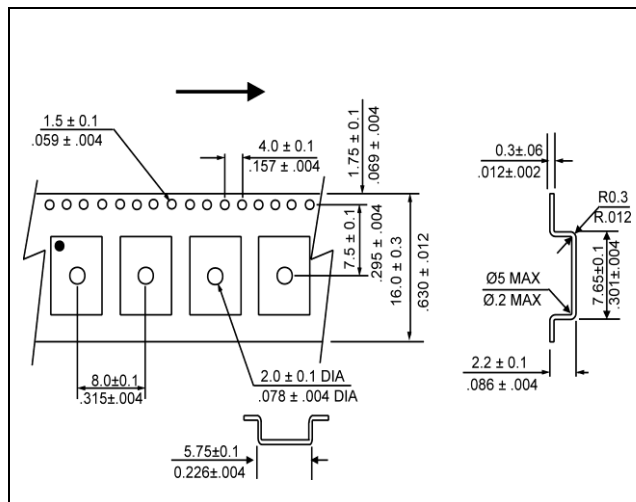 1.5 ± 0.1
.059 ± .004
4.0 ± 0.1
.157 ± .004
1.75 ± 0.1
.069 ± .004
7.5 ± 0.1
.295 ± .004
16.0 ± 0.3
.630 ± .012
8.0±0.1
.315±.004
2.0 ± 0.1 DIA
.078 ± .004 DIA
5.75±0.1
0.226±.004
0.3±.06
.012±.002
R0.3
R.012
7.65±0.1
.301±.004
Ø5 MAX
Ø.2 MAX
2.2 ± 0.1
.086 ± .004